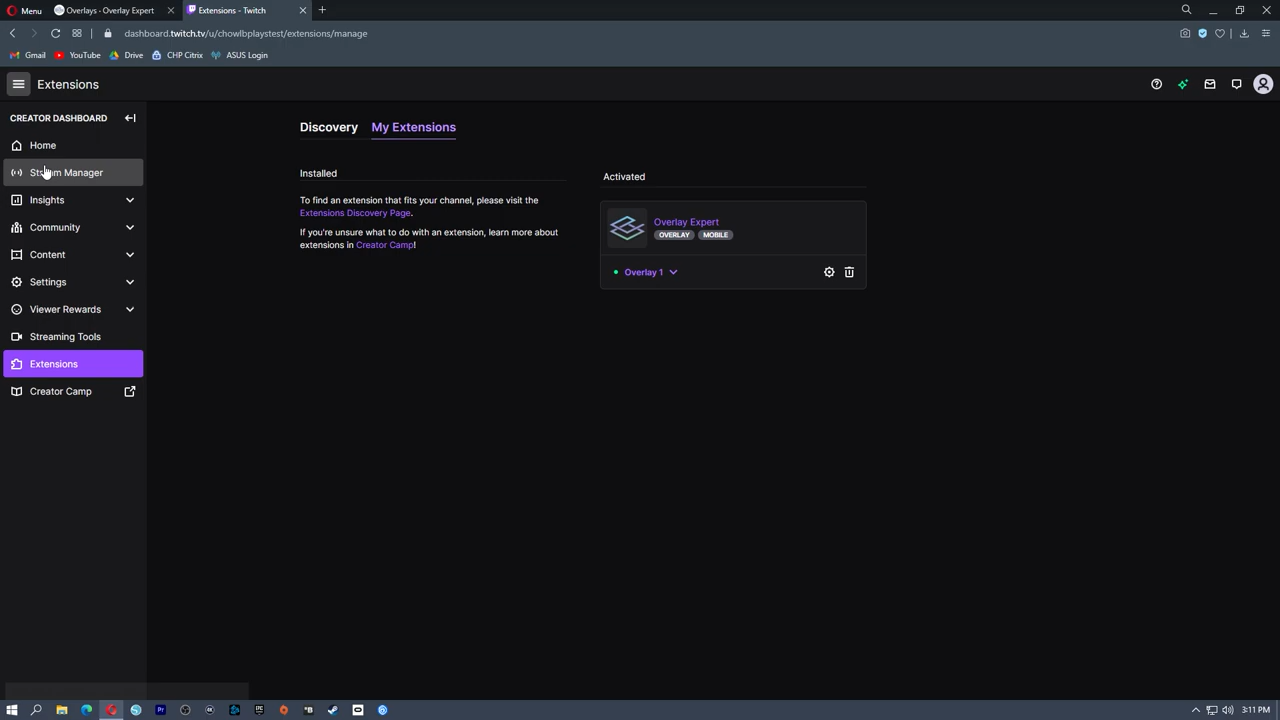 Menu
Overlays - Overlay Expert
Extensions - Twitch
dashboard.twitch.tv/u/chowlbplaystest/extensions/manage
Gmail
YouTube
Drive
CHP Citrix
ASUS Login
Extensions
CREATOR DASHBOARD
Home
Stream Manager
Insights
Community
Content
Settings
Viewer Rewards
Streaming Tools
Extensions
Creator Camp
Discovery
My Extensions
Installed
To find an extension that fits your channel, please visit the
Extensions Discovery Page.
If you're unsure what to do with an extension, learn more about
extensions in Creator Camp!
Activated
Overlay Expert
OVERLAY MOBILE
Overlay 1
3:11 PM